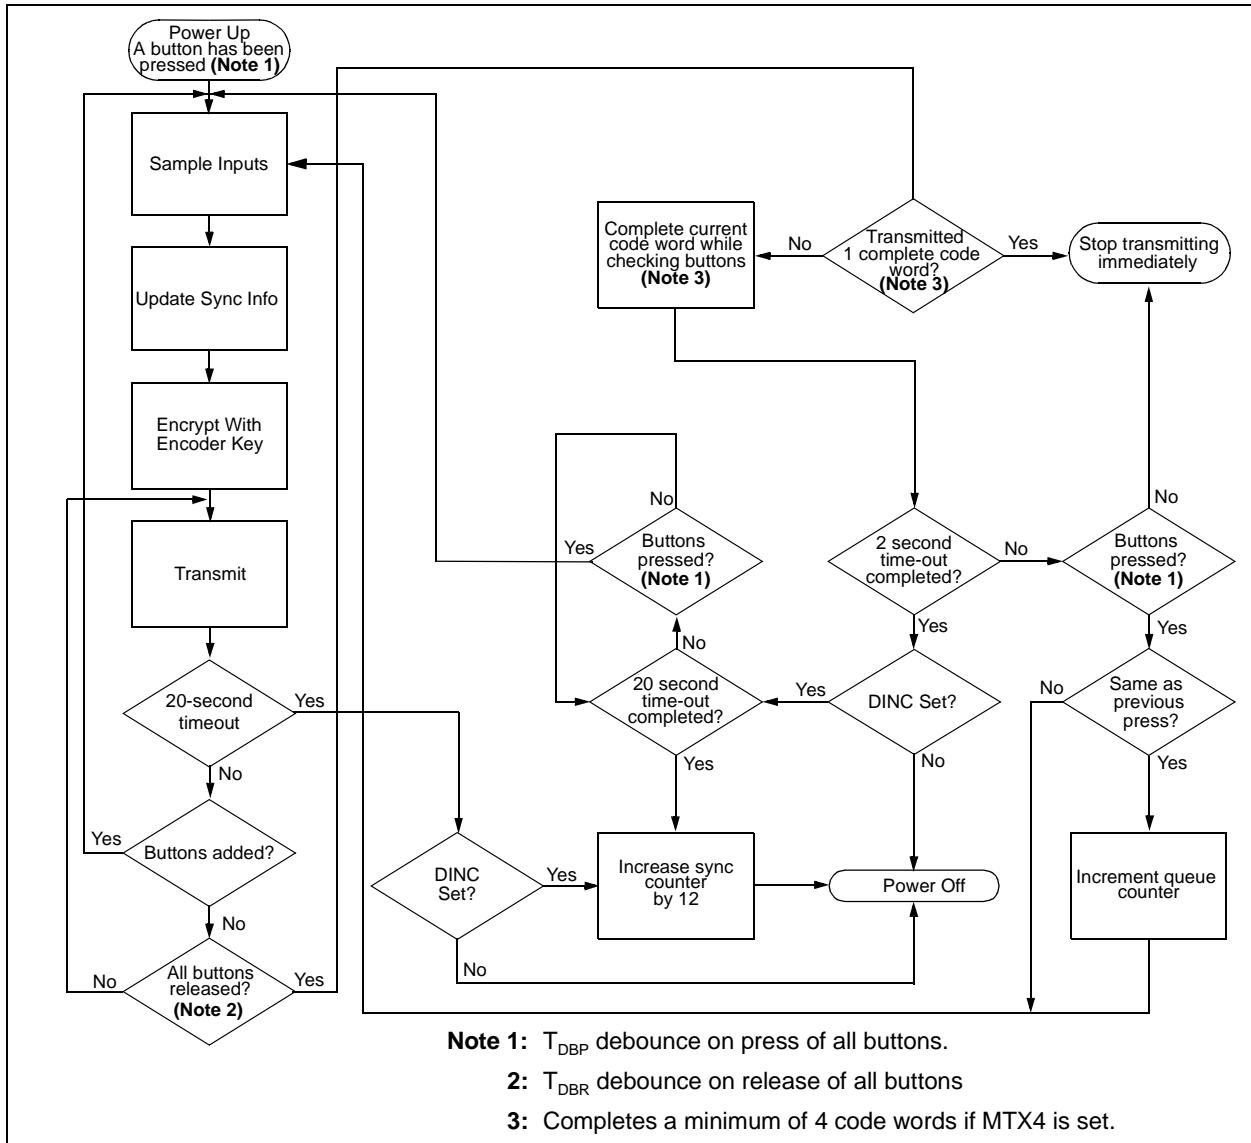 Power Up
A button has been
pressed (Note 1)
Sample Inputs
Update Sync Info
Encrypt With
Encoder Key
Transmit
20-second
timeout
Yes
No
Buttons added?
Yes
No
All buttons
released?
(Note 2)
No
Yes
DINC
Set?
Yes
No
Complete current
code word while
checking buttons
(Note 3)
No
Transmitted
1 complete code
word?
(Note 3)
Yes
Stop transmitting
immediately
No
Buttons
pressed?
(Note 1)
Yes
No
20 second
time-out
completed?
Yes
Increase sync
counter
by 12
2 second
time-out
completed?
No
Yes
DINC Set?
Yes
No
Power Off
No
Buttons
pressed?
(Note 1)
Yes
Same as
previous
press?
No
Yes
Increment queue
counter
Note 1: TDBP debounce on press of all buttons.
2: TDBR debounce on release of all buttons
3: Completes a minimum of 4 code words if MTX4 is set.